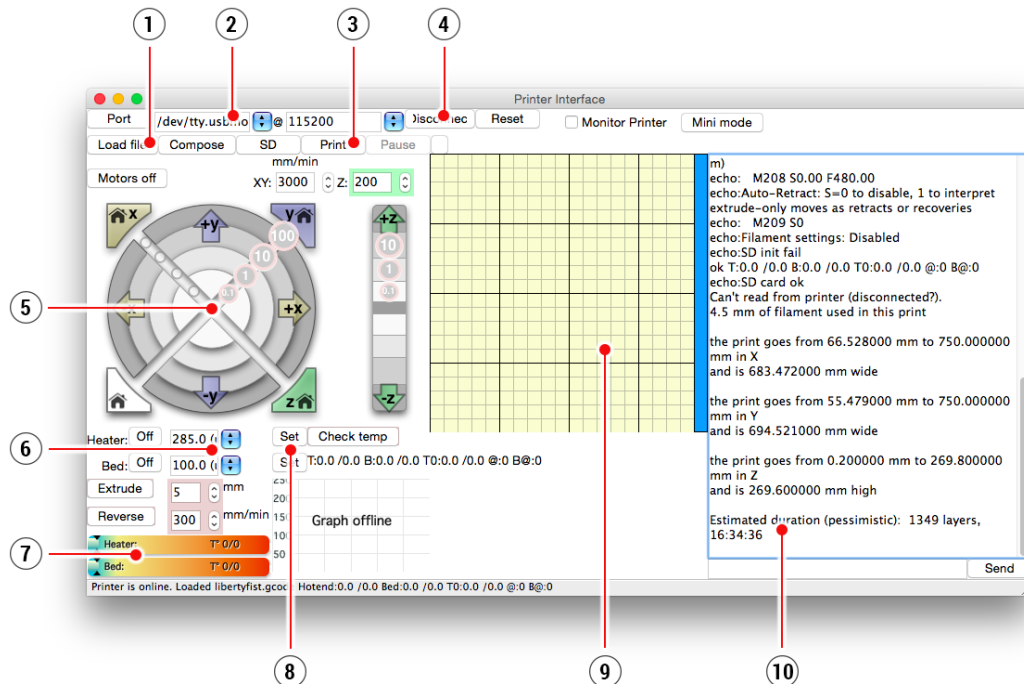 1 2 3 4
Printer Interface
Port /dev/tty.usbmo @ 115200 Disconnec Reset Monitor Printer Mini mode
Load file Compose SD Print Pause
mm/min
Motors off XY: 3000 Z: 200
x +y y +z
100 10
10 1
1 0.1
0.1
5
x +x
-y z -z
6
Heater: Off 285.0 ( Set Check temp
Bed: Off 100.0 ( Set T:0.0 /0.0 B:0.0 /0.0 T0:0.0 /0.0 @:0 B@:0
Extrude 5 mm
Reverse 300 mm/min
200
150
100
50
Graph offline
7
Heater: T° 0/0
Bed: T° 0/0
m)
echo:   M208 S0.00 F480.00
echo:Auto-Retract: S=0 to disable, 1 to interpret
extrude-only moves as retracts or recoveries
echo:   M209 S0
echo:Filament settings: Disabled
echo:SD init fail
ok T:0.0 /0.0 B:0.0 /0.0 T0:0.0 /0.0 @:0 B@:0
echo:SD card ok
Can't read from printer (disconnected?).
4.5 mm of filament used in this print
the print goes from 66.528000 mm to 750.000000
mm in X
and is 683.472000 mm wide
the print goes from 55.479000 mm to 750.000000
mm in Y
and is 694.521000 mm wide
the print goes from 0.200000 mm to 269.800000
mm in Z
and is 269.600000 mm high
Estimated duration (pessimistic):  1349 layers,
16:34:36
Send
Printer is online. Loaded libertyfist.gcod Hotend:0.0 /0.0 Bed:0.0 /0.0 T0:0.0 /0.0 @:0 B@:0
8 9 10